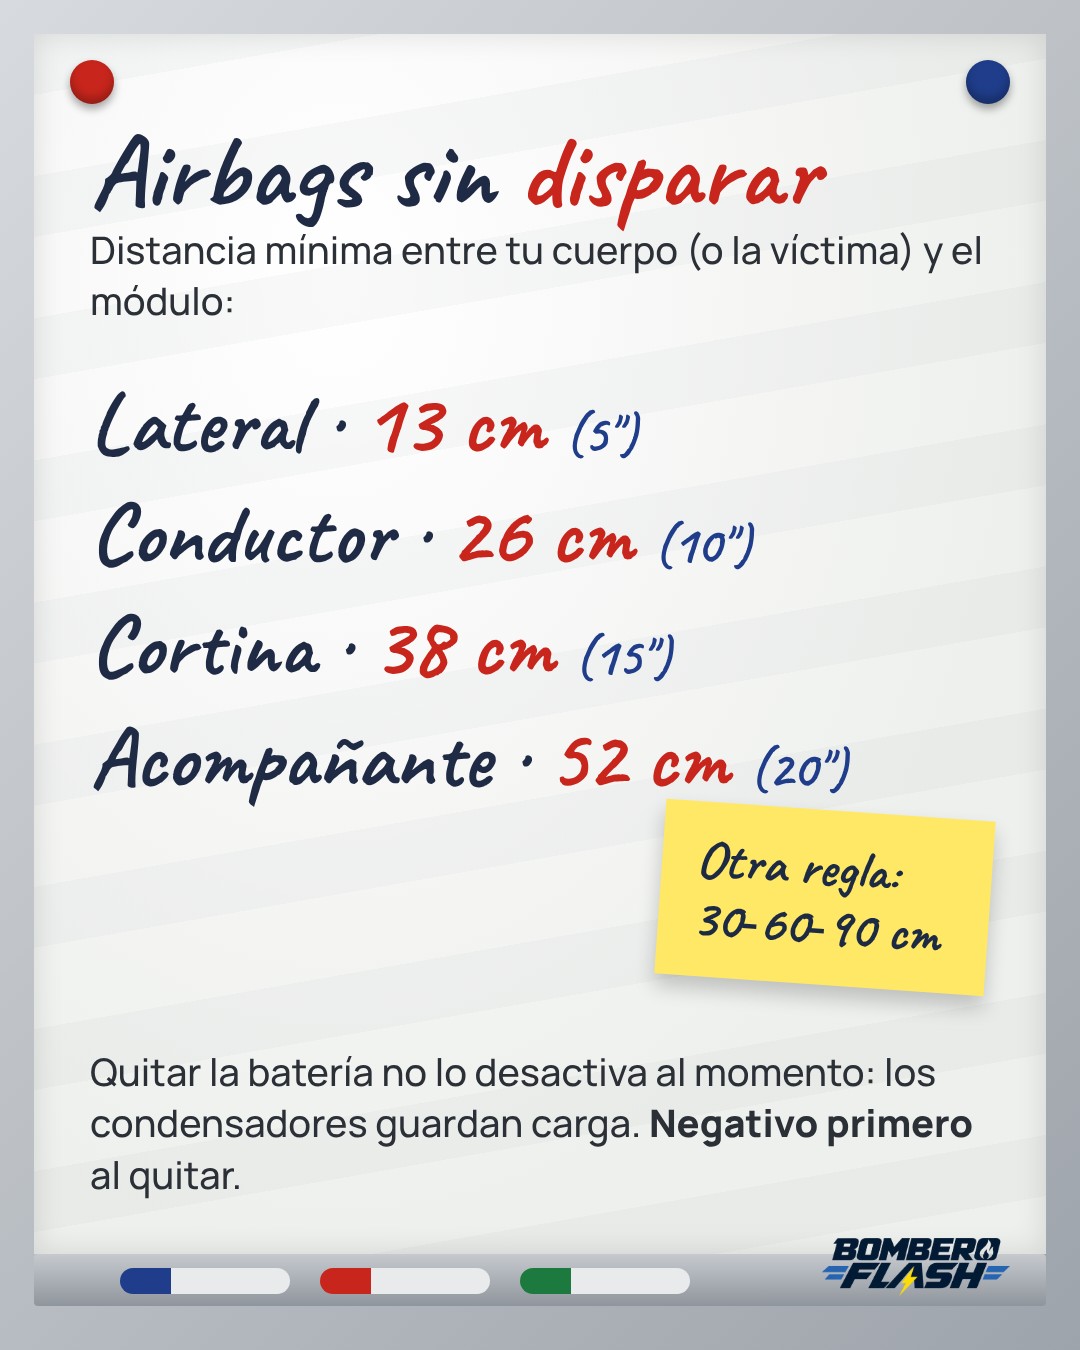 Airbags sin disparar
Distancia mínima entre tu cuerpo (o la víctima) y el
módulo:
Lateral · 13 cm (5”)
Conductor · 26 cm (10”)
Cortina · 38 cm (15”)
Acompañante · 52 cm (20”)
Otra regla:
30-60-90 cm
Quitar la batería no lo desactiva al momento: los
condensadores guardan carga. Negativo primero
al quitar.
BOMBERO
FLASH